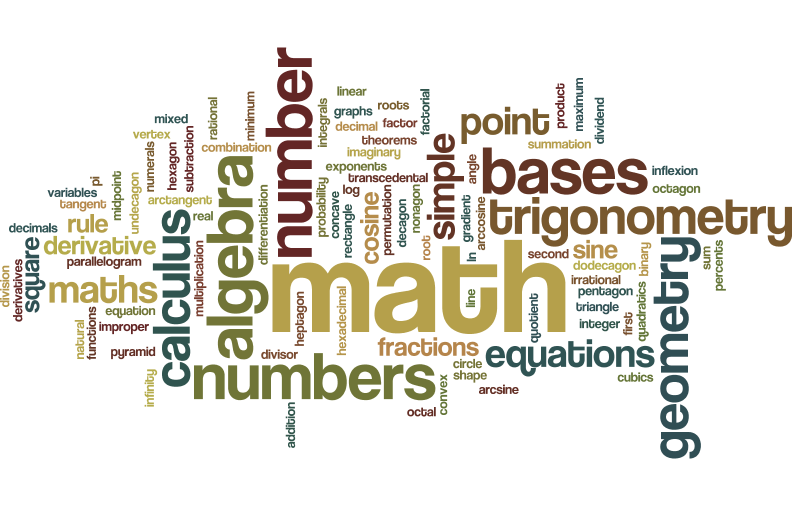 number
linear
graphs
roots
decimal
factor
theorems
imaginary
exponents
transcedental
integrals
factorial
product
maximum
dividend
point
summation
mixed
vertex
rational
minimum
combination
subtraction
hexagon
numerals
undecagon
midpoint
pi
variables
tangent
arctangent
real
algebra
differentiation
probability
concave
rectangle
log
cosine
permutation
decagon
nonagon
root
simple
angle
gradient
arccosine
ln
bases
inflexion
octagon
trigonometry
decimals
rule
derivative
parallelogram
square
division
derivatives
maths
equation
calculus
multiplication
math
second
sine
dodecagon
irrational
pentagon
triangle
integer
binary
quadratics
first
geometry
sum
percents
natural
functions
improper
pyramid
infinity
divisor
heptagon
hexadecimal
line
quotient
fractions
equations
circle
shape
convex
arcsine
cubics
numbers
addition
octal